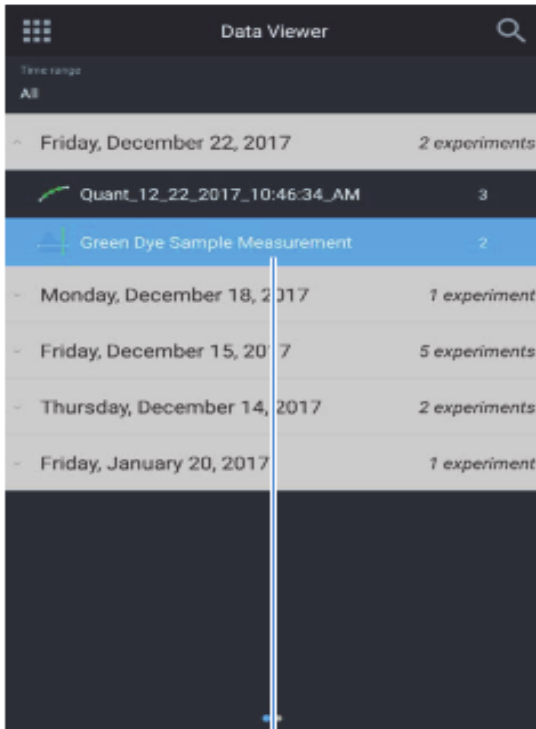 Data Viewer
Time range
All
Friday, December 22, 2017 2 experiments
Quant_12_22_2017_10:46:34_AM 3
Green Dye Sample Measurement 2
Monday, December 18, 2017 1 experiment
Friday, December 15, 2017 5 experiments
Thursday, December 14, 2017 2 experiments
Friday, January 20, 2017 1 experiment